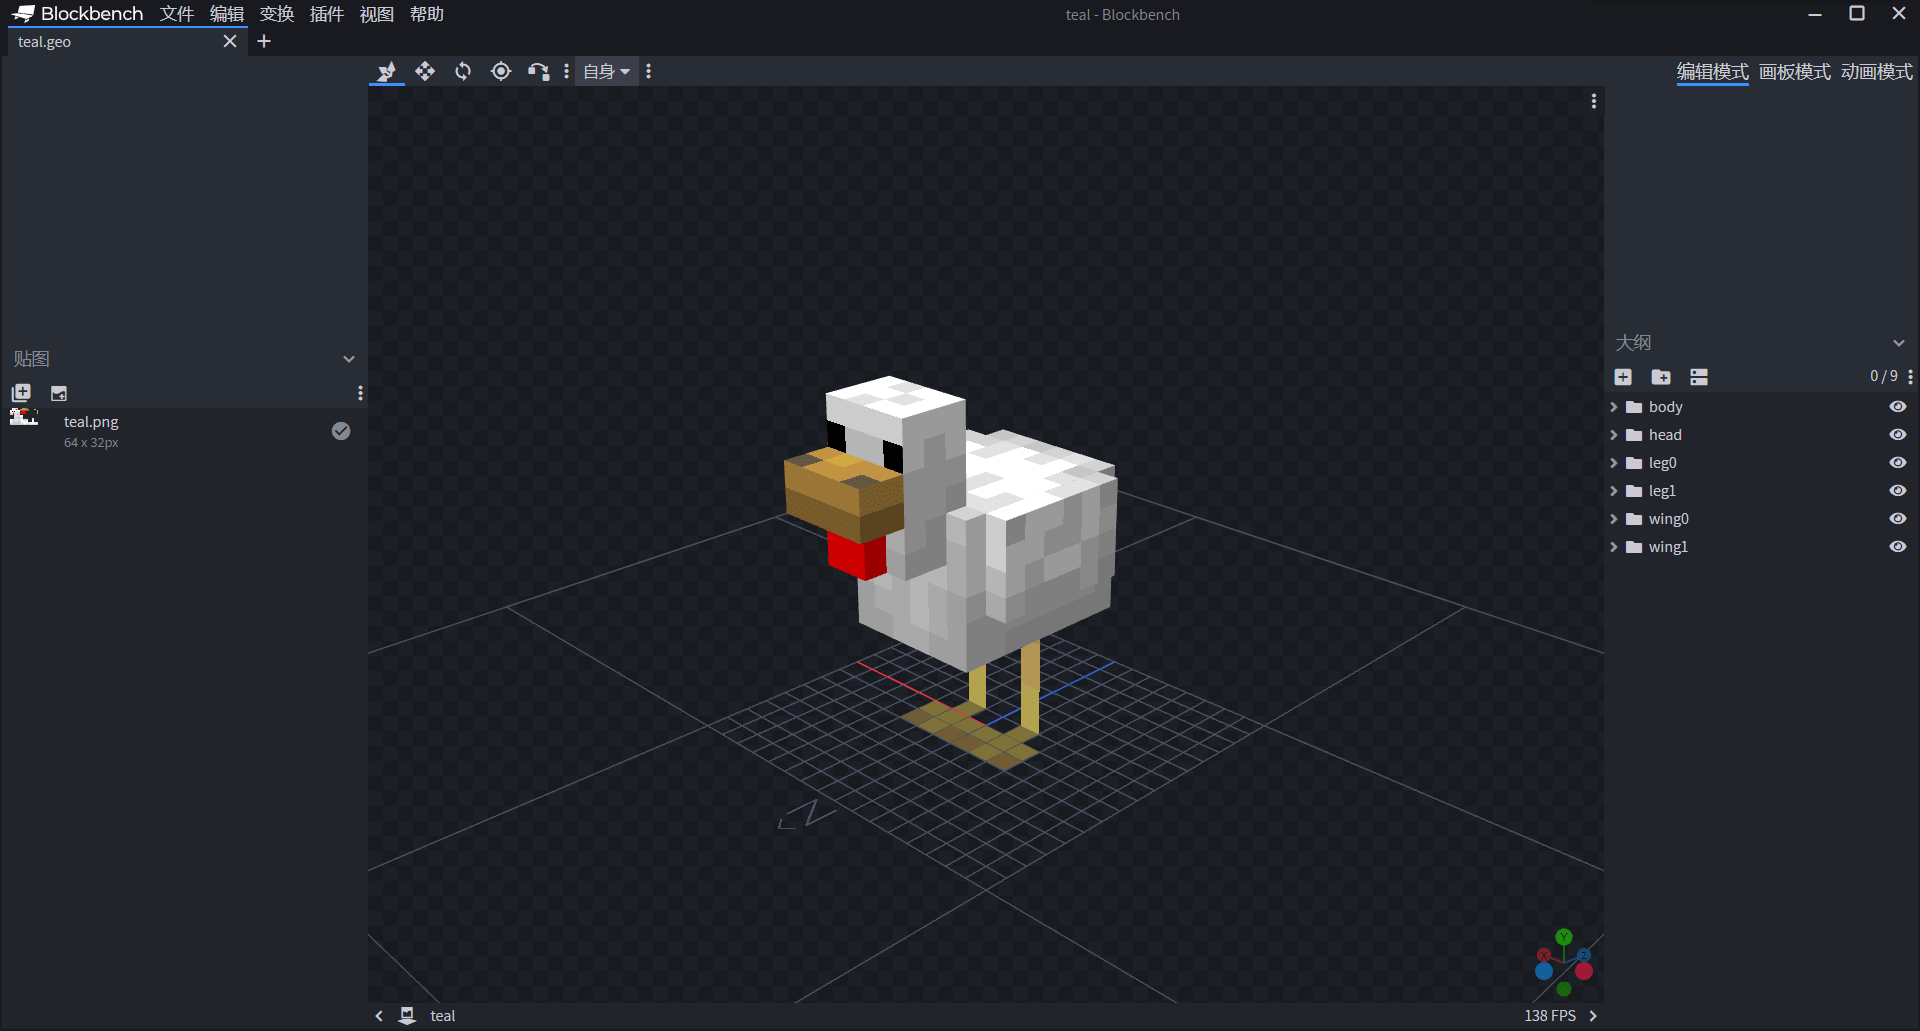 Blockbench 文件 编辑 变换 插件 视图 帮助
teal - Blockbench
teal.geo
自身
编辑模式 画板模式 动画模式
贴图
teal.png
64 x 32px
大纲
0 / 9
body
head
leg0
leg1
wing0
wing1
Y
X
Z
teal
138 FPS